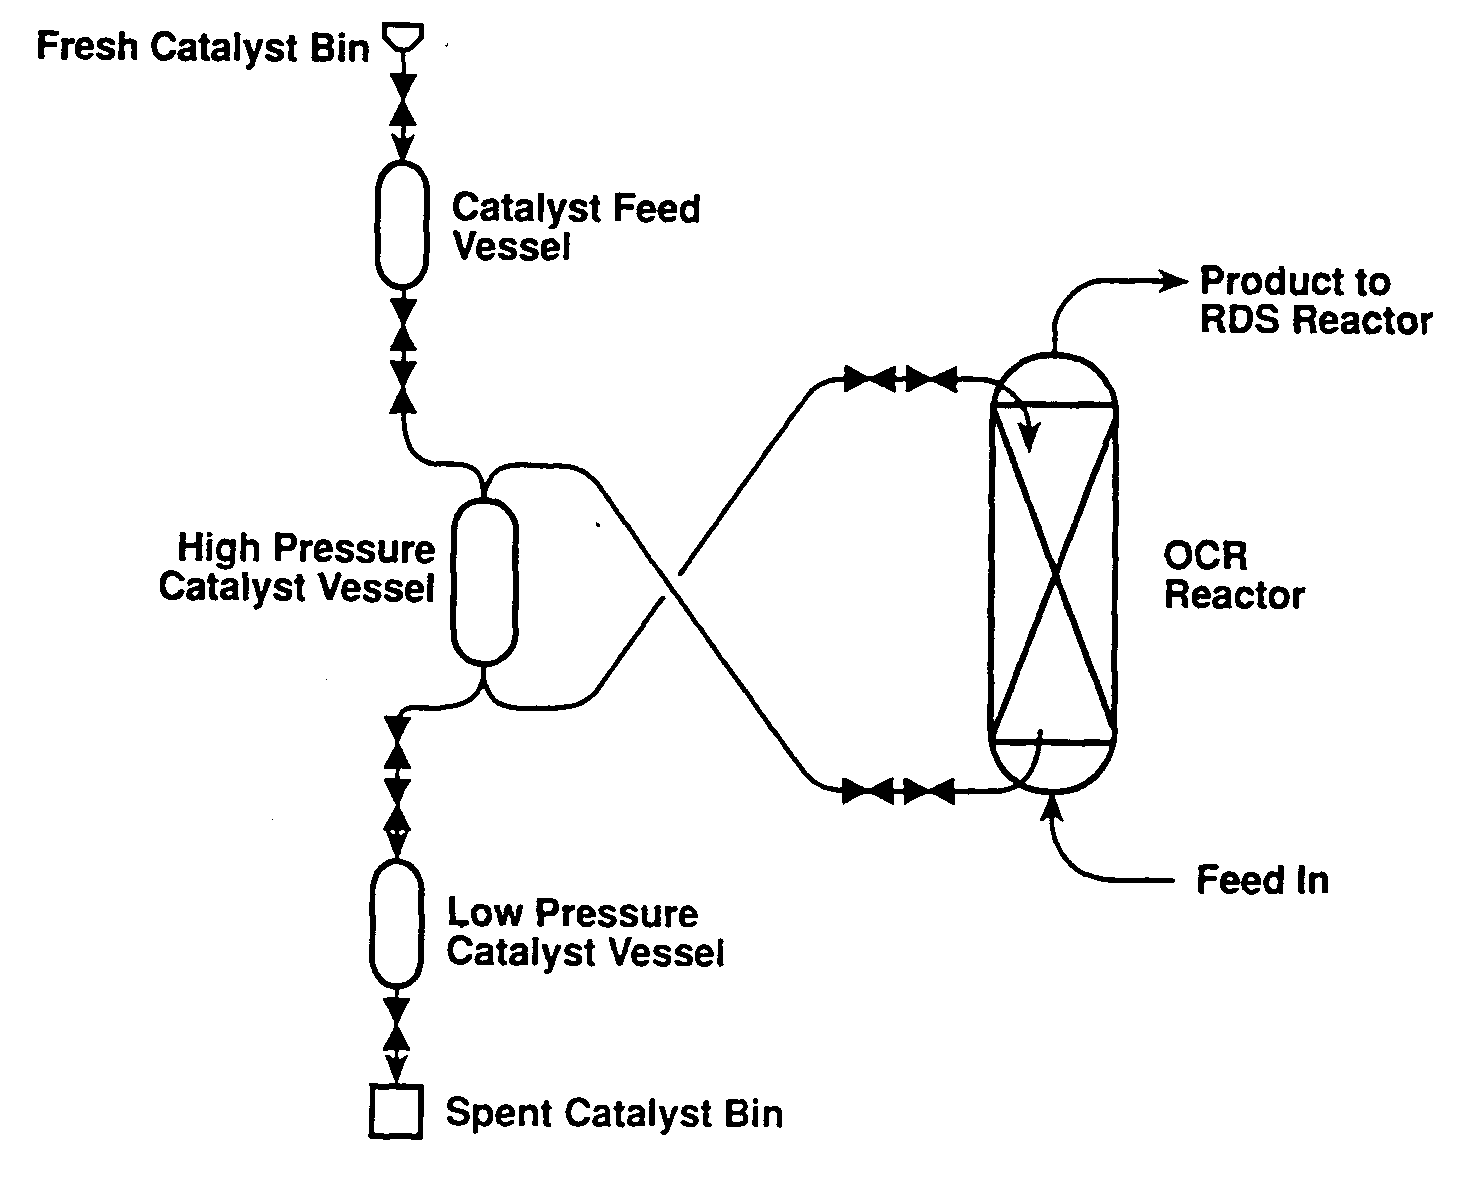 Fresh Catalyst Bin
Catalyst Feed
Vessel
Product to
RDS Reactor
High Pressure
Catalyst Vessel
OCR
Reactor
Feed In
Low Pressure
Catalyst Vessel
Spent Catalyst Bin